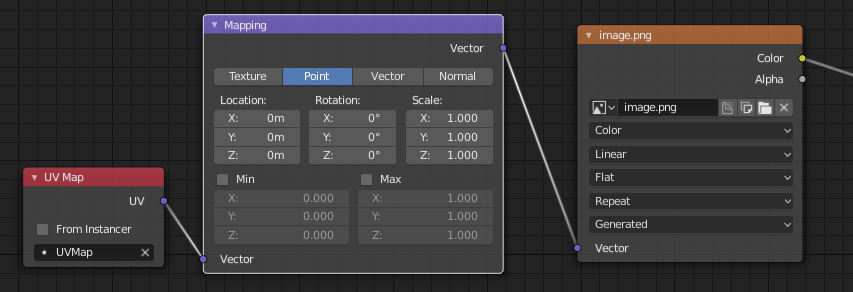 UV Map
UV
From Instancer
UVMap
Mapping
Vector
Texture Point Vector Normal
Location: Rotation: Scale:
X: 0m X: 0° X: 1.000
Y: 0m Y: 0° Y: 1.000
Z: 0m Z: 0° Z: 1.000
Min Max
X: 0.000 X: 1.000
Y: 0.000 Y: 1.000
Z: 0.000 Z: 1.000
Vector
image.png
Color
Alpha
image.png
Color
Linear
Flat
Repeat
Generated
Vector